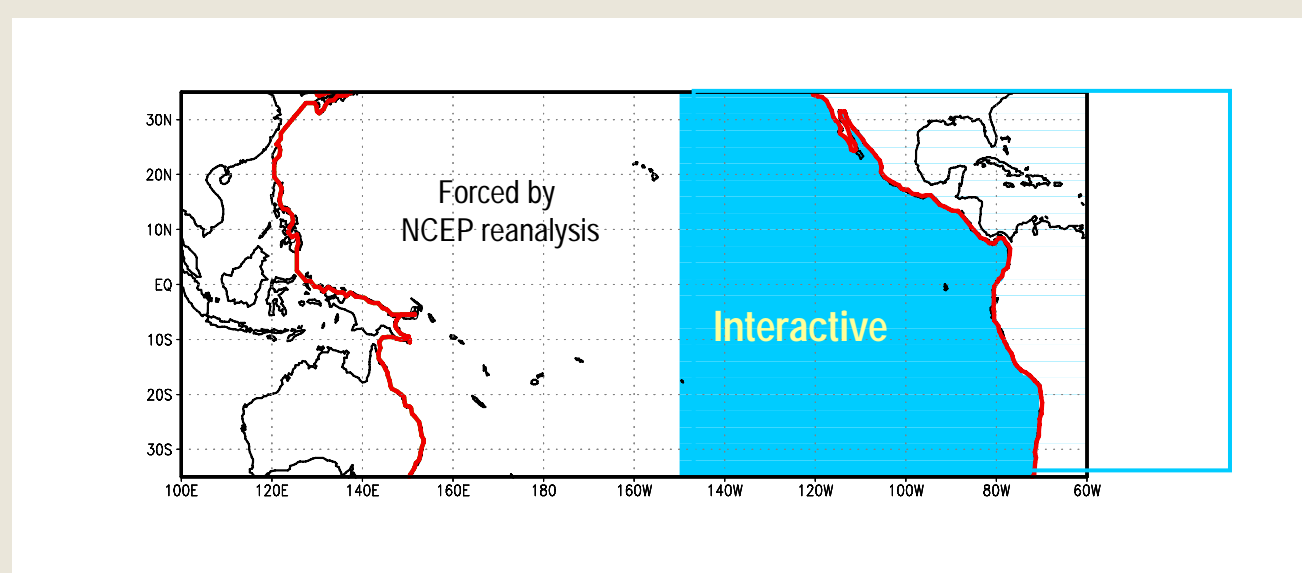 30N
20N
10N
EQ
10S
20S
30S
Forced by
NCEP reanalysis
Interactive
100E 120E 140E 160E 180 160W 140W 120W 100W 80W 60W